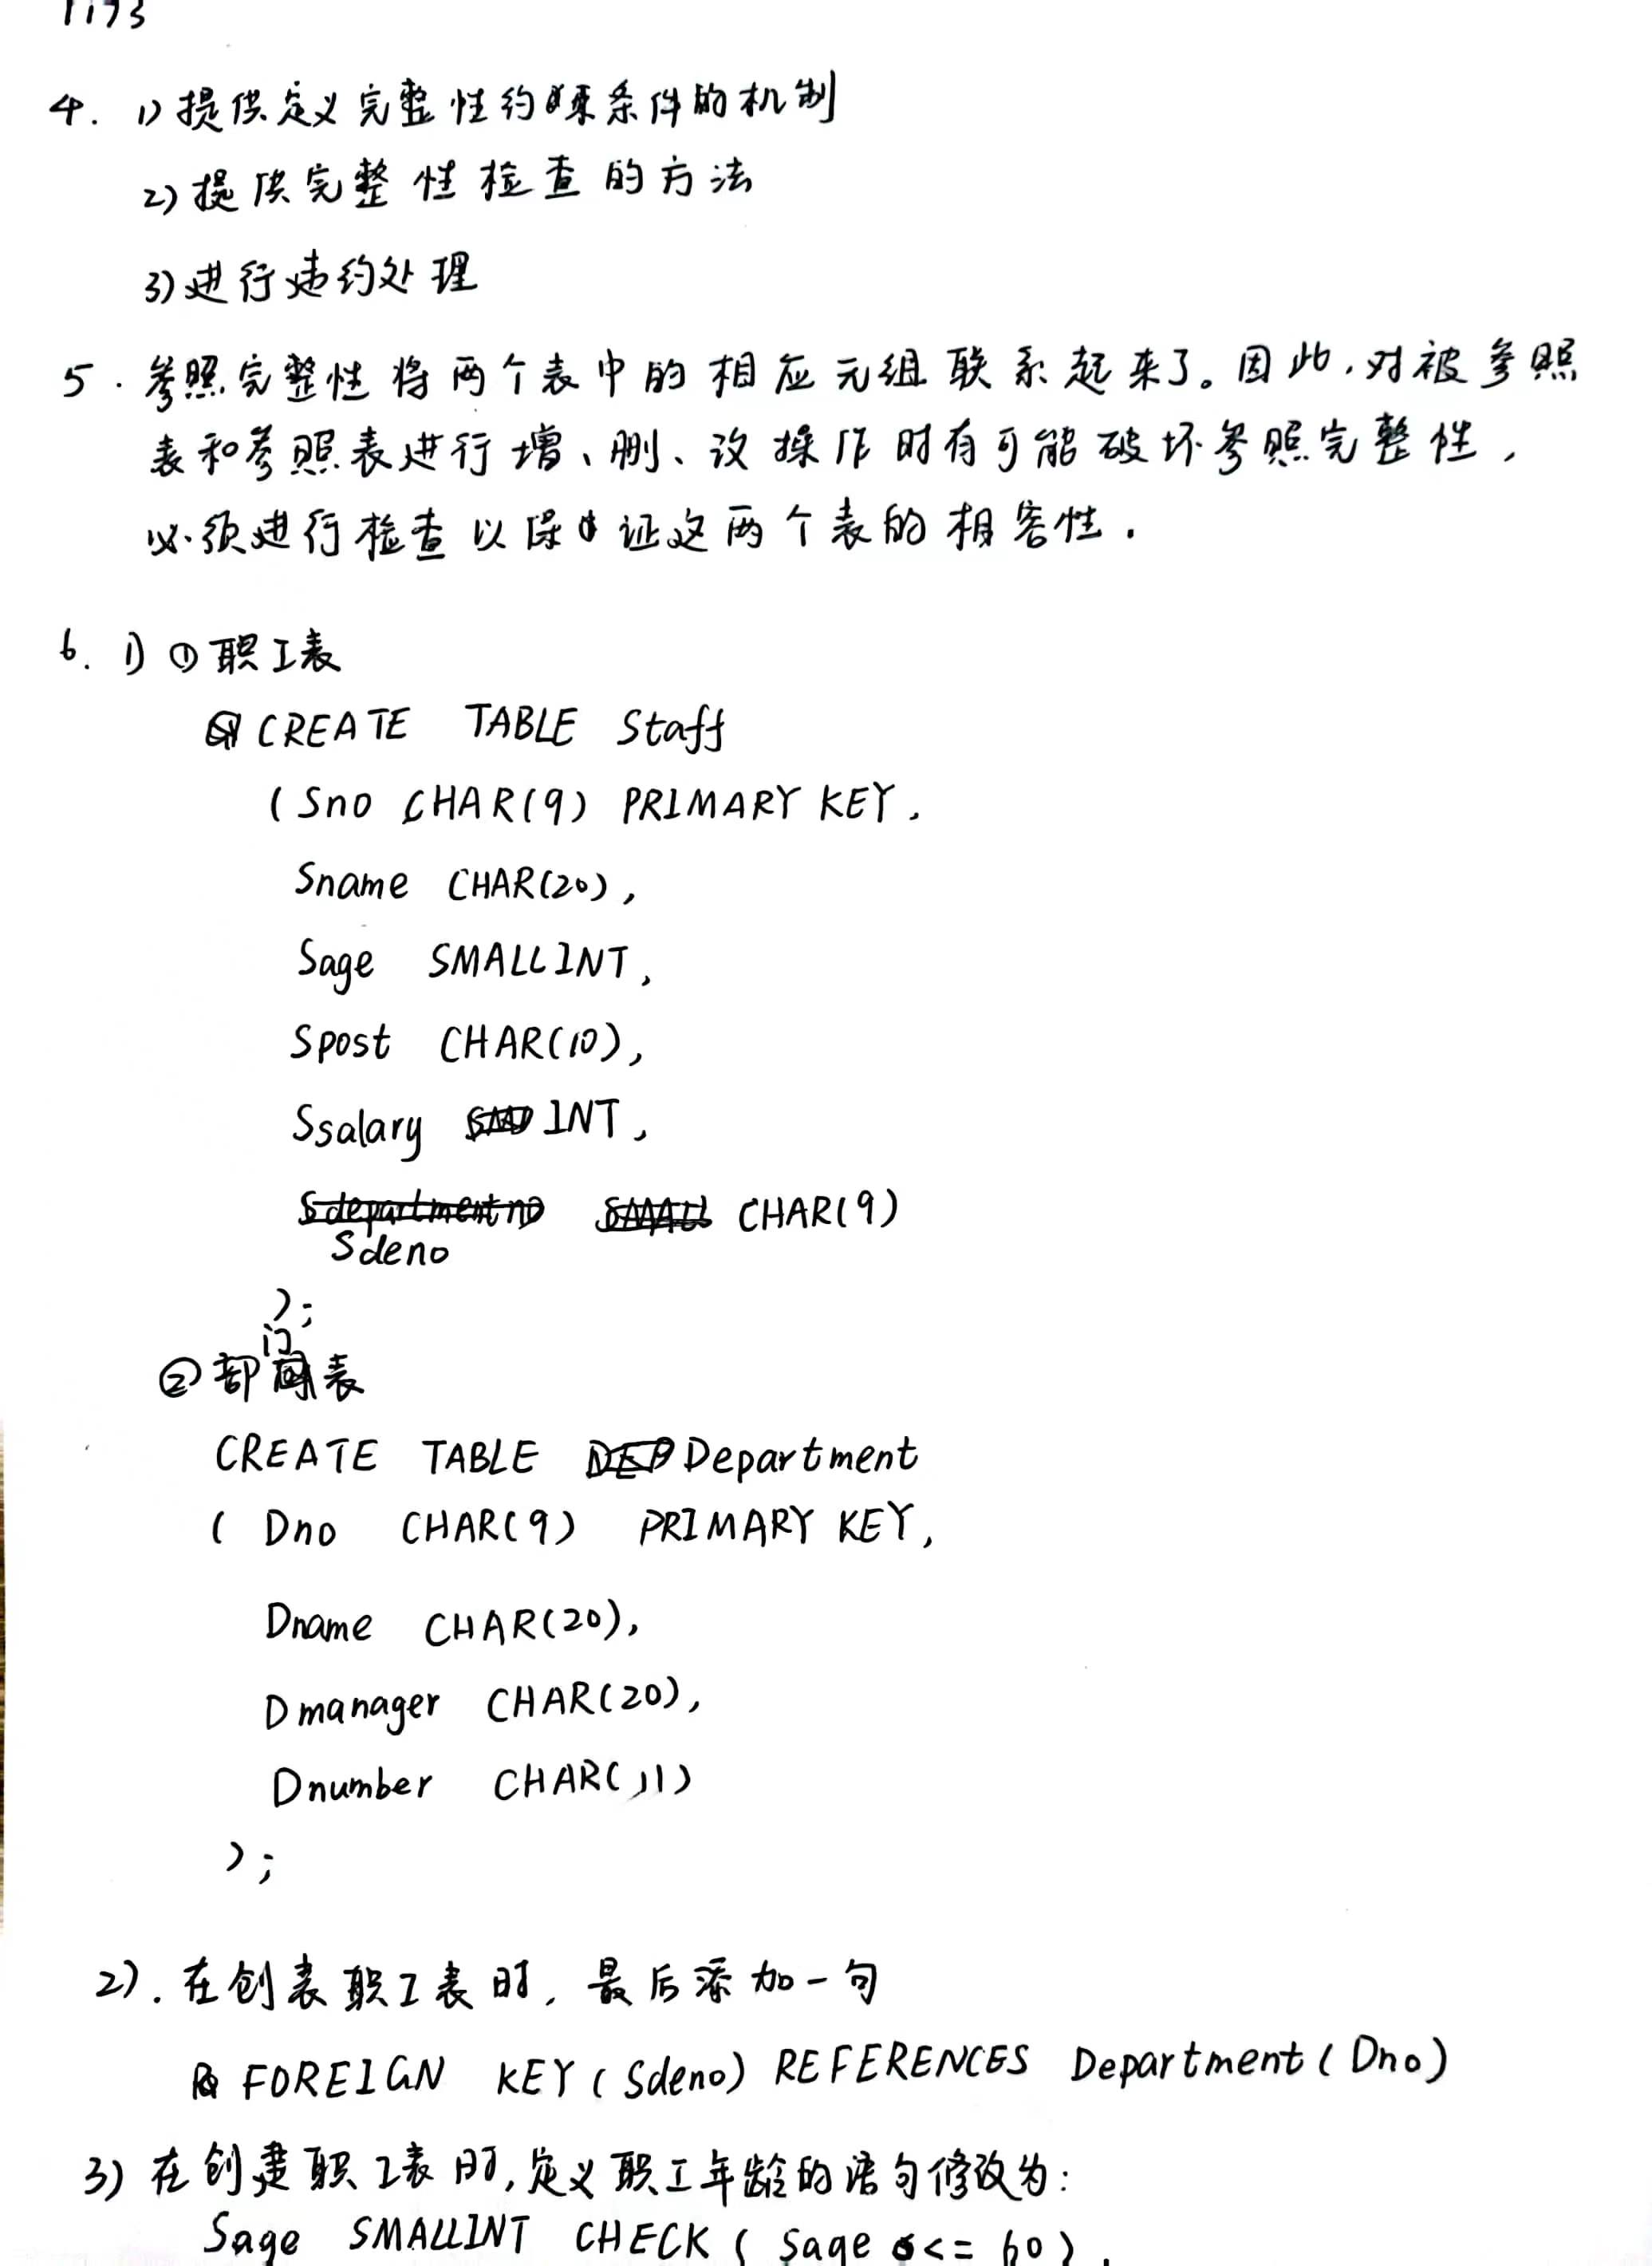 4. 1) 提供定义完整性约束条件的机制
2) 提供完整性检查的方法
3) 进行违约处理
5. 参照完整性将两个表中的相应元组联系起来了。因此,对被参照
表和参照表进行增、删、改操作时有可能破坏参照完整性,
必须进行检查以保证这两个表的相容性.
6. 1) ① 职工表
CREATE TABLE Staff
(Sno CHAR(9) PRIMARY KEY,
Sname CHAR(20),
Sage SMALLINT,
Spost CHAR(10),
Ssalary INT,
Sdeno CHAR(9)
);
② 部门表
CREATE TABLE Department
( Dno CHAR(9) PRIMARY KEY,
Dname CHAR(20),
Dmanager CHAR(20),
Dnumber CHAR(11)
);
2). 在创表职工表时, 最后添加一句
FOREIGN KEY(Sdeno) REFERENCES Department(Dno)
3) 在创建职工表时,定义职工年龄的语句修改为:
Sage SMALLINT CHECK ( Sage <= 60),